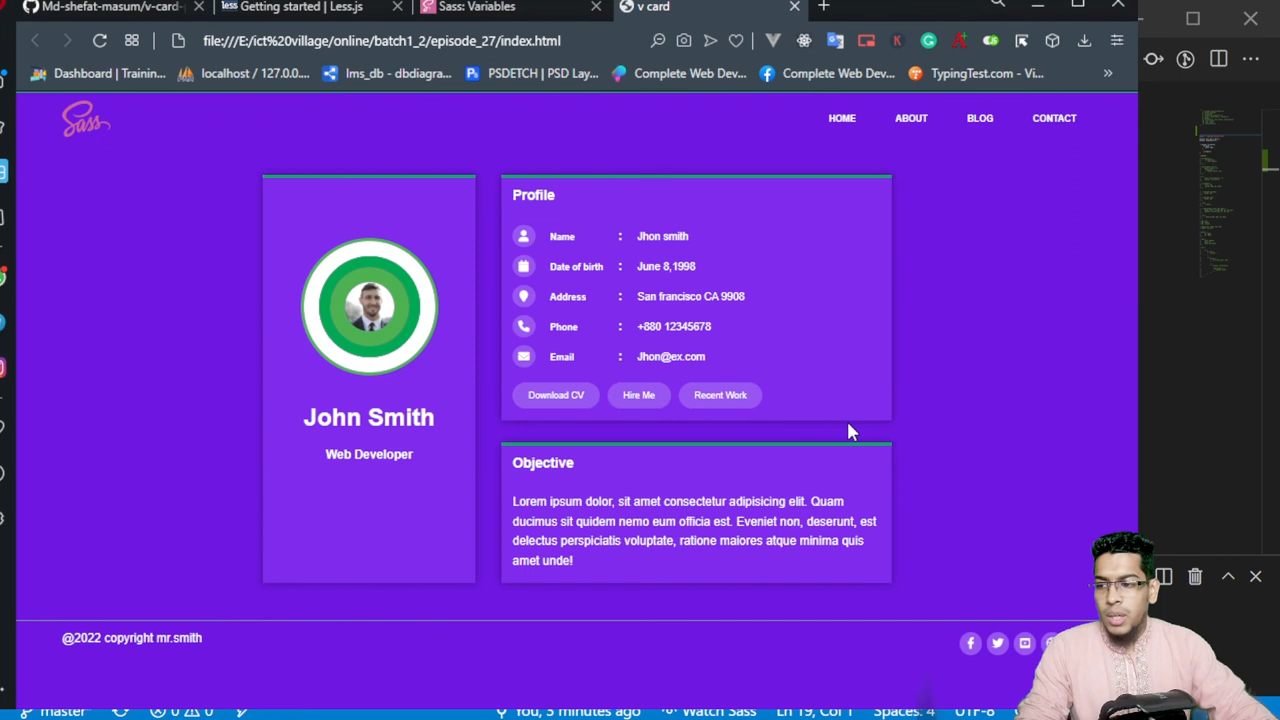 Md-shefat-masum/v-card-
less Getting started | Less.js
Sass: Variables
v card
file:///E:/ict%20village/online/batch1_2/episode_27/index.html
Dashboard | Trainin...
localhost / 127.0.0....
lms_db - dbdiagra...
PSDETCH | PSD Lay...
Complete Web Dev...
Complete Web Dev...
TypingTest.com - Vi...
Sass
HOME
ABOUT
BLOG
CONTACT
John Smith
Web Developer
Profile
Name : Jhon smith
Date of birth : June 8,1998
Address : San francisco CA 9908
Phone : +880 12345678
Email : Jhon@ex.com
Download CV
Hire Me
Recent Work
Objective
Lorem ipsum dolor, sit amet consectetur adipisicing elit. Quam
ducimus sit quidem nemo eum officia est. Eveniet non, deserunt, est
delectus perspiciatis voluptate, ratione maiores atque minima quis
amet unde!
@2022 copyright mr.smith
master*
0
0
You, 3 minutes ago
Watch Sass
Ln 19, Col 1
Spaces: 4
UTF-8